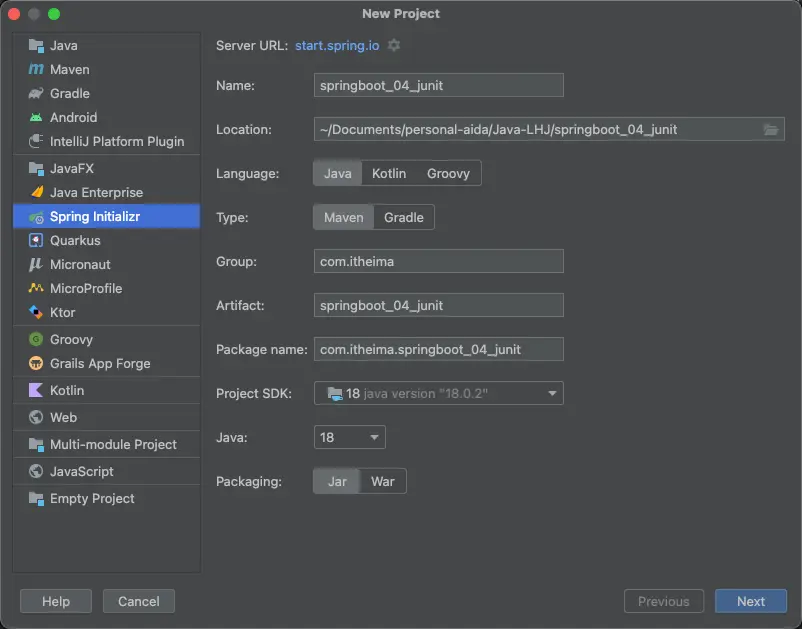 New Project
Java
Maven
Gradle
Android
IntelliJ Platform Plugin
JavaFX
Java Enterprise
Spring Initializr
Quarkus
Micronaut
MicroProfile
Ktor
Groovy
Grails App Forge
Kotlin
Web
Multi-module Project
JavaScript
Empty Project
Server URL: start.spring.io
Name: springboot_04_junit
Location: ~/Documents/personal-aida/Java-LHJ/springboot_04_junit
Language: Java Kotlin Groovy
Type: Maven Gradle
Group: com.itheima
Artifact: springboot_04_junit
Package name: com.itheima.springboot_04_junit
Project SDK: 18 java version "18.0.2"
Java: 18
Packaging: Jar War
Help Cancel Previous Next